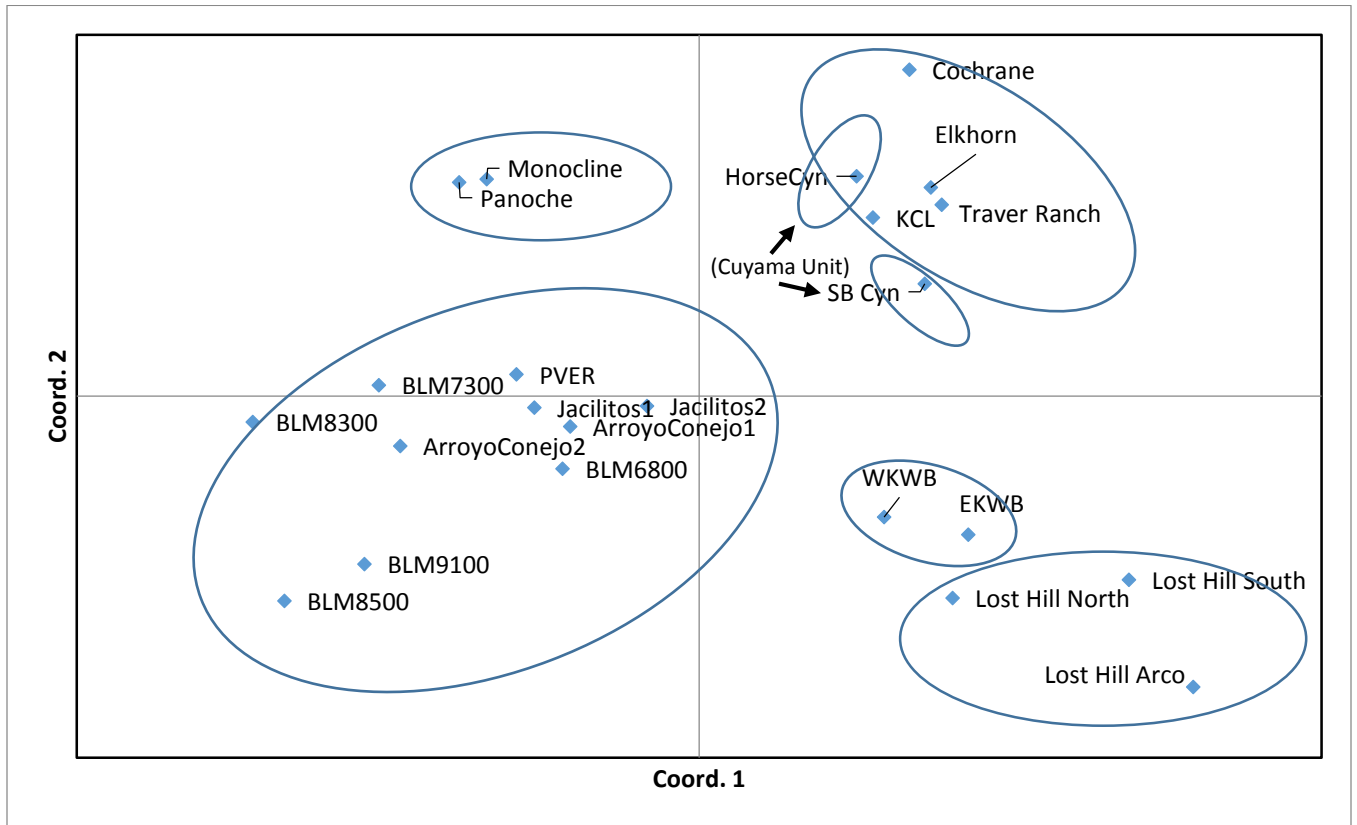 Cochrane
Elkhorn
Monocline
HorseCyn
Panoche
KCL
Traver Ranch
(Cuyama Unit)
SB Cyn
Coord. 2
BLM7300
PVER
Jacilitos1
Jacilitos2
BLM8300
ArroyoConejo1
ArroyoConejo2
BLM6800
WKWB
EKWB
BLM9100
Lost Hill South
BLM8500
Lost Hill North
Lost Hill Arco
Coord. 1